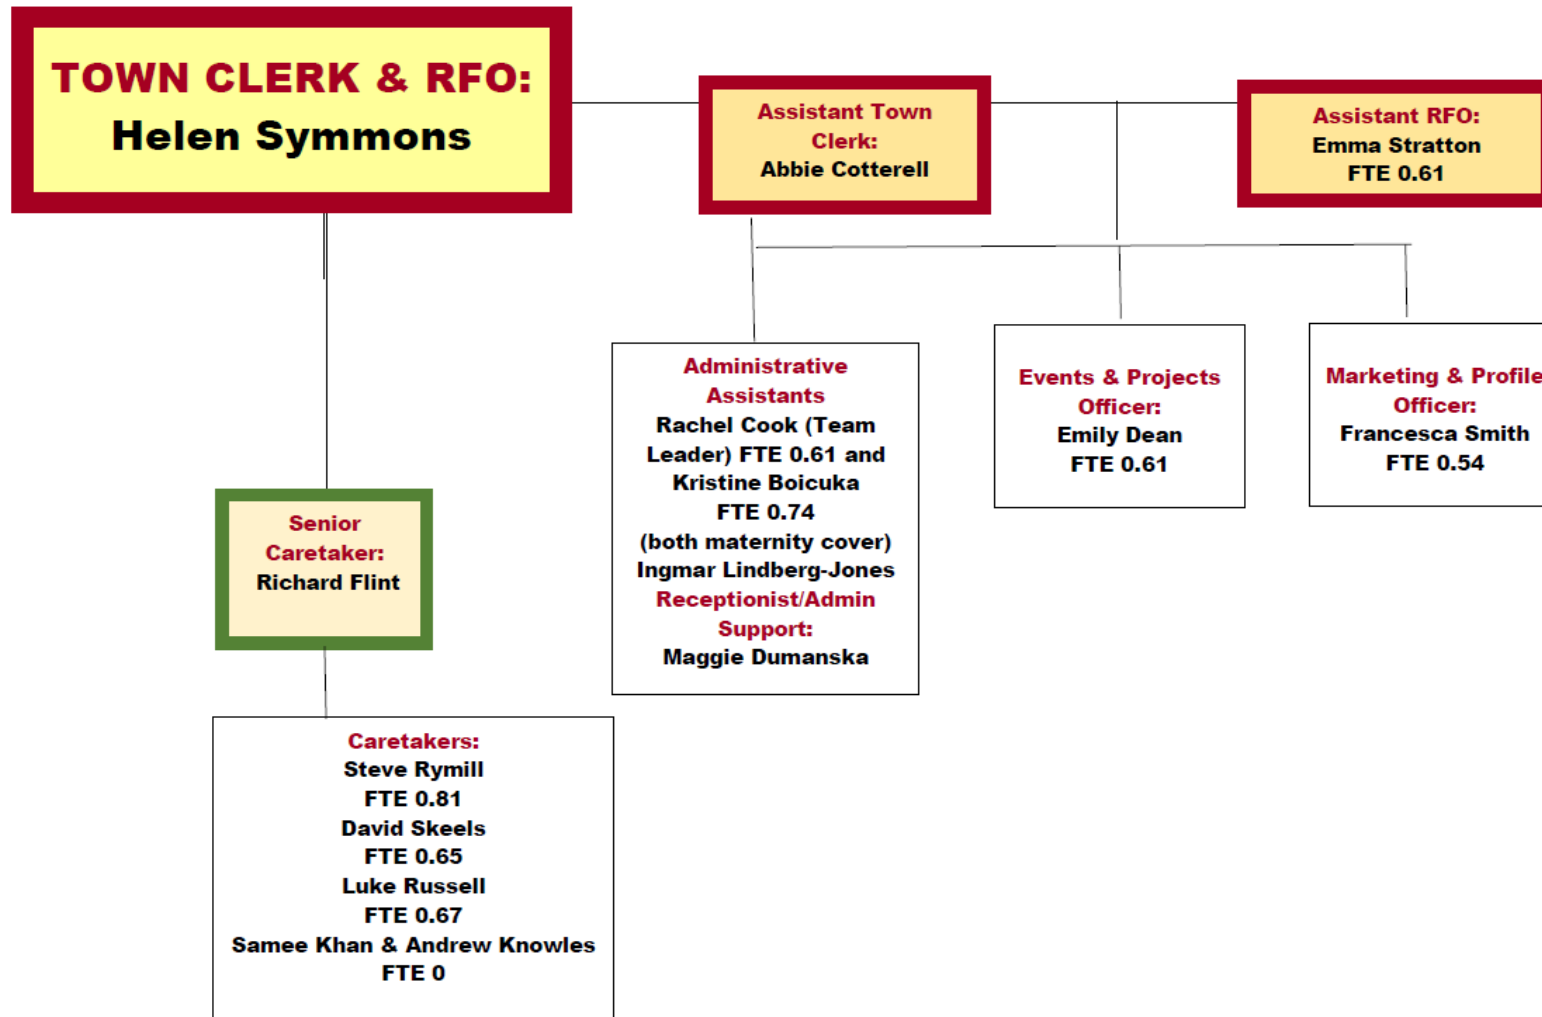 TOWN CLERK & RFO:
Helen Symmons
Assistant Town
Clerk:
Abbie Cotterell
Assistant RFO:
Emma Stratton
FTE 0.61
Administrative
Assistants
Rachel Cook (Team
Leader) FTE 0.61 and
Kristine Boicuka
FTE 0.74
(both maternity cover)
Ingmar Lindberg-Jones
Receptionist/Admin
Support:
Maggie Dumanska
Events & Projects
Officer:
Emily Dean
FTE 0.61
Marketing & Profile
Officer:
Francesca Smith
FTE 0.54
Senior
Caretaker:
Richard Flint
Caretakers:
Steve Rymill
FTE 0.81
David Skeels
FTE 0.65
Luke Russell
FTE 0.67
Samee Khan & Andrew Knowles
FTE 0